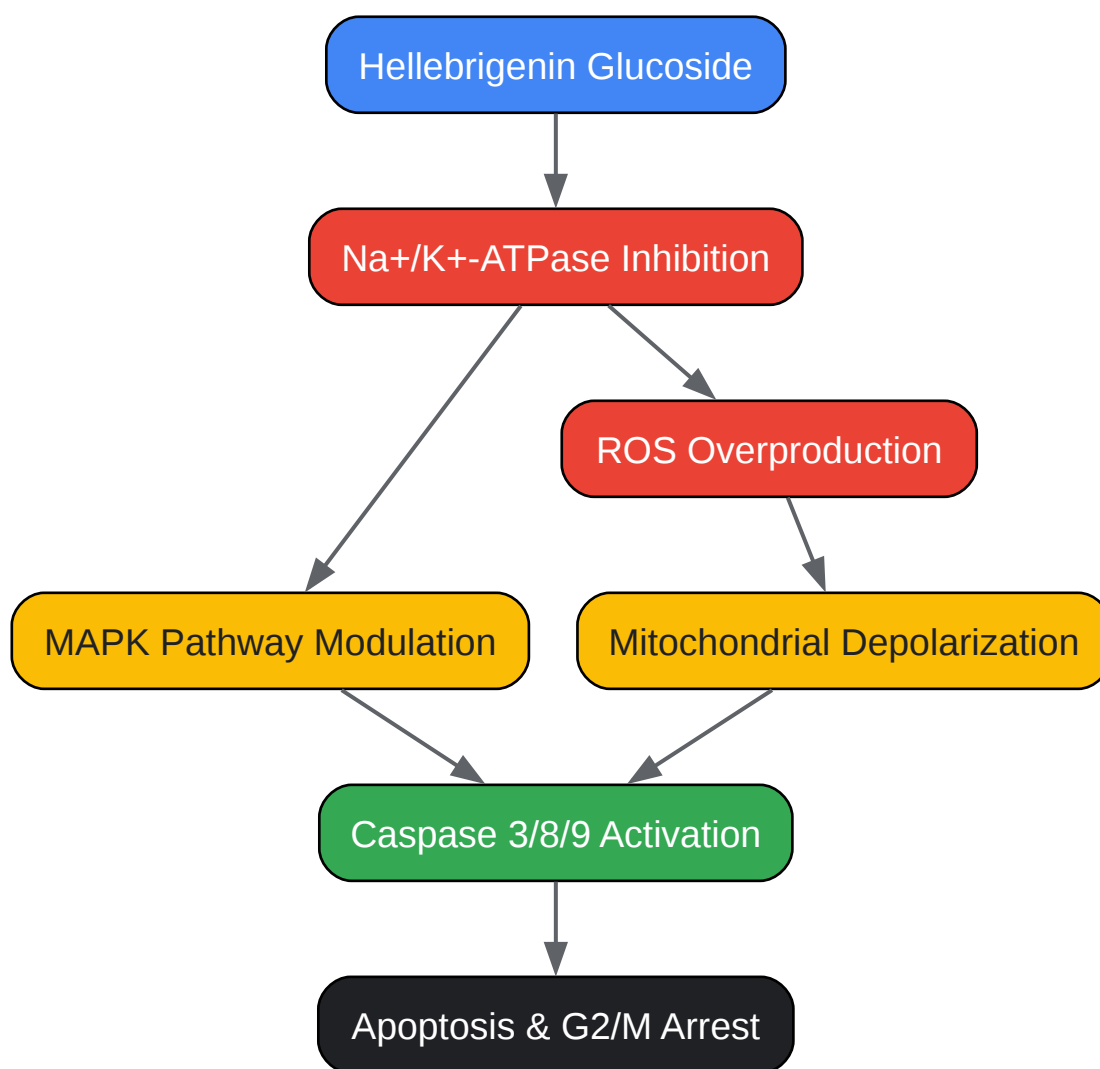 Hellebrigenin Glucoside
Na+/K+-ATPase Inhibition
ROS Overproduction
MAPK Pathway Modulation
Mitochondrial Depolarization
Caspase 3/8/9 Activation
Apoptosis & G2/M Arrest